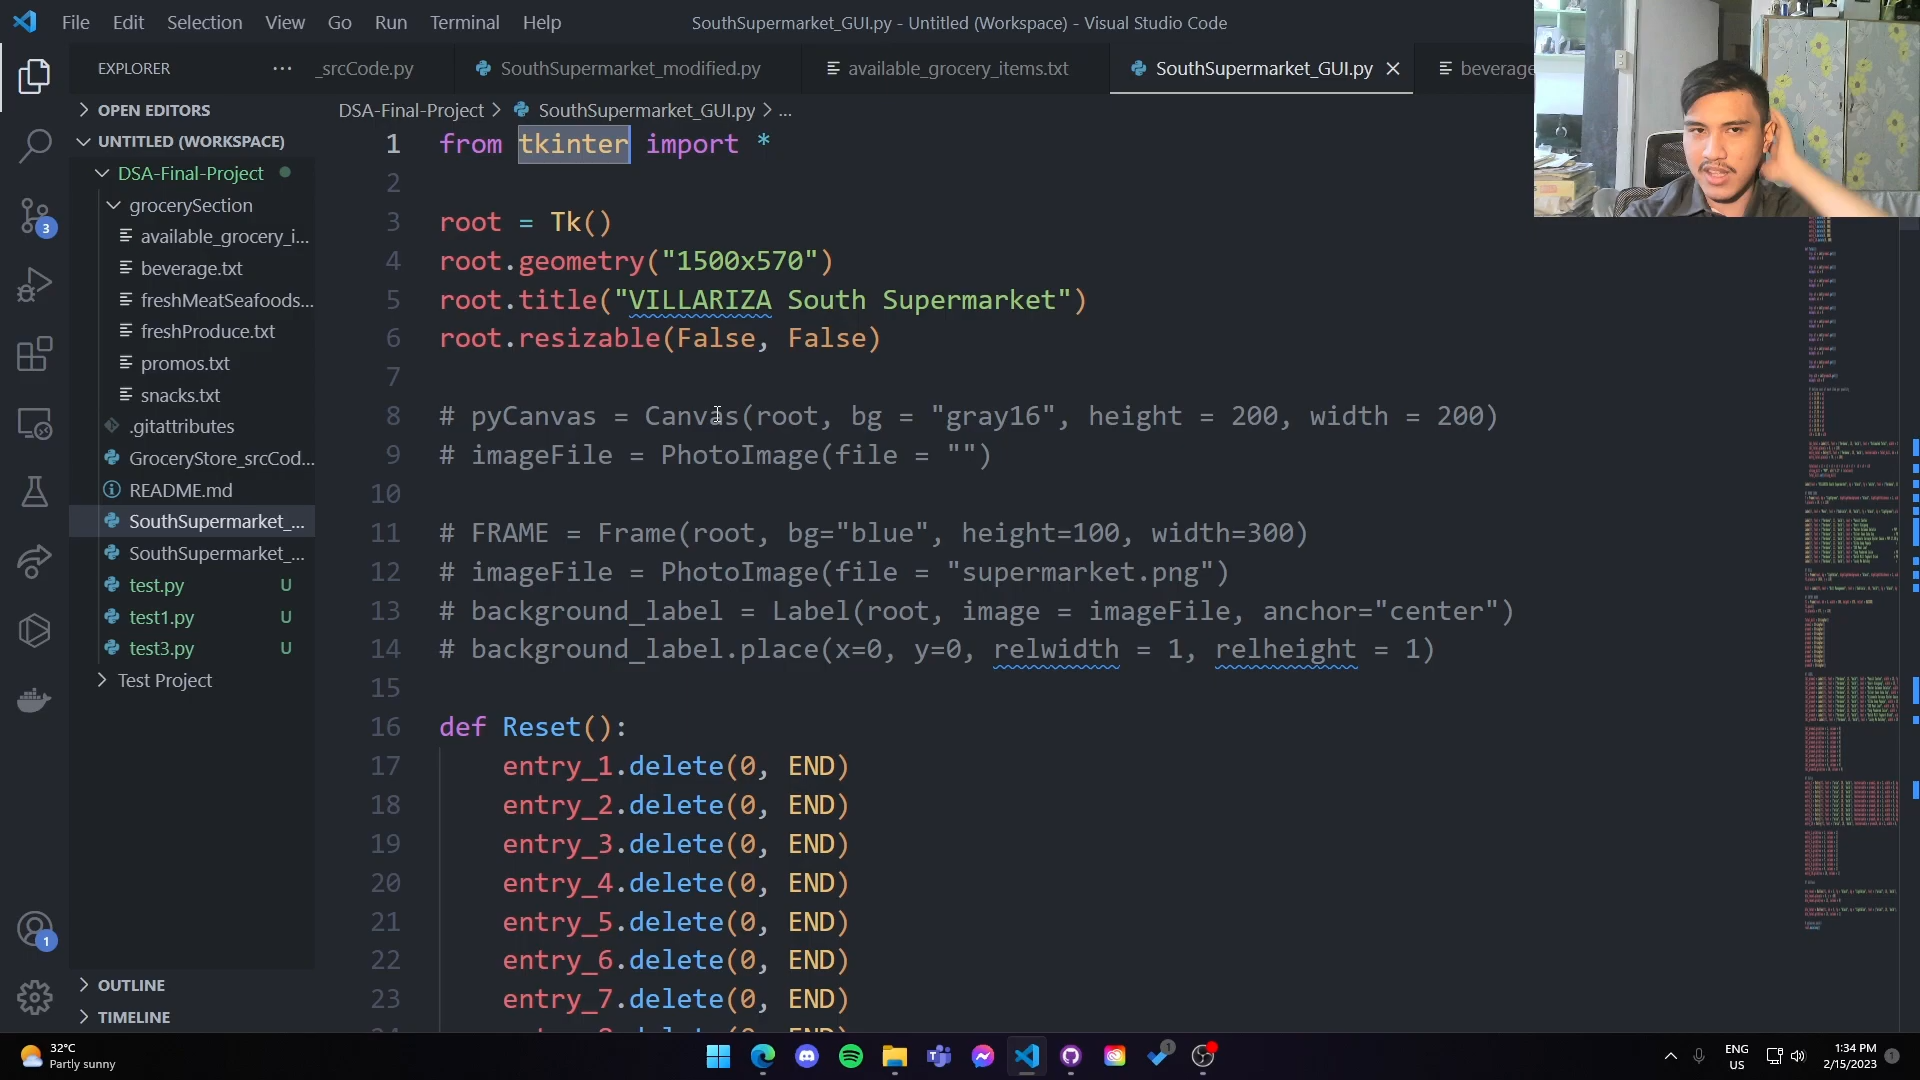 File Edit Selection View Go Run Terminal Help
SouthSupermarket_GUI.py - Untitled (Workspace) - Visual Studio Code
EXPLORER
_srcCode.py
SouthSupermarket_modified.py
available_grocery_items.txt
SouthSupermarket_GUI.py
beverage
OPEN EDITORS
UNTITLED (WORKSPACE)
DSA-Final-Project
grocerySection
available_grocery_i...
beverage.txt
freshMeatSeafoods...
freshProduce.txt
promos.txt
snacks.txt
.gitattributes
GroceryStore_srcCod...
README.md
SouthSupermarket_...
SouthSupermarket_...
test.py U
test1.py U
test3.py U
Test Project
OUTLINE
TIMELINE
3
1
DSA-Final-Project > SouthSupermarket_GUI.py > ...
1 from tkinter import *
2
3 root = Tk()
4 root.geometry("1500x570")
5 root.title("VILLARIZA South Supermarket")
6 root.resizable(False, False)
7
8 # pyCanvas = Canvas(root, bg = "gray16", height = 200, width = 200)
9 # imageFile = PhotoImage(file = "")
10
11 # FRAME = Frame(root, bg="blue", height=100, width=300)
12 # imageFile = PhotoImage(file = "supermarket.png")
13 # background_label = Label(root, image = imageFile, anchor="center")
14 # background_label.place(x=0, y=0, relwidth = 1, relheight = 1)
15
16 def Reset():
17 entry_1.delete(0, END)
18 entry_2.delete(0, END)
19 entry_3.delete(0, END)
20 entry_4.delete(0, END)
21 entry_5.delete(0, END)
22 entry_6.delete(0, END)
23 entry_7.delete(0, END)
32°C
Partly sunny
1
ENG
US
1:34 PM
2/15/2023
1